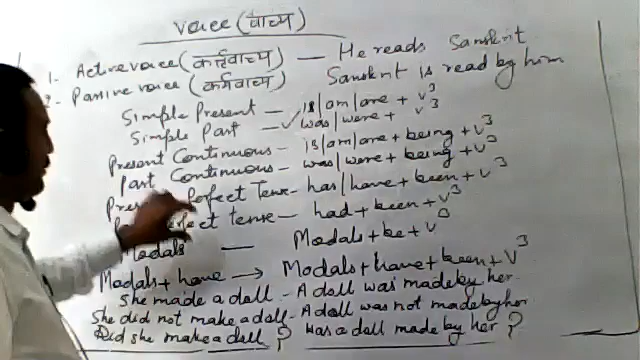 Voice (वाच्य)
1- Active voice (कर्तृवाच्य) — He reads Sanskrit
2- Passive voice (कर्मवाच्य) Sanskrit is read by him
Simple Present — is/am/are + V3
Simple Past — ✓ was/were + V3
Present Continuous - is/am/are + being + V3
Past Continuous - was/were + being + V3
Perfect Tense - has/have + been + V3
tense - had + been + V3
Modals — Modals + be + V3
Modals + have → Modals + have + been + V3
She made a doll - A doll was made by her.
She did not make a doll - A doll was not made by her
Did she make a doll ? Was a doll made by her ?